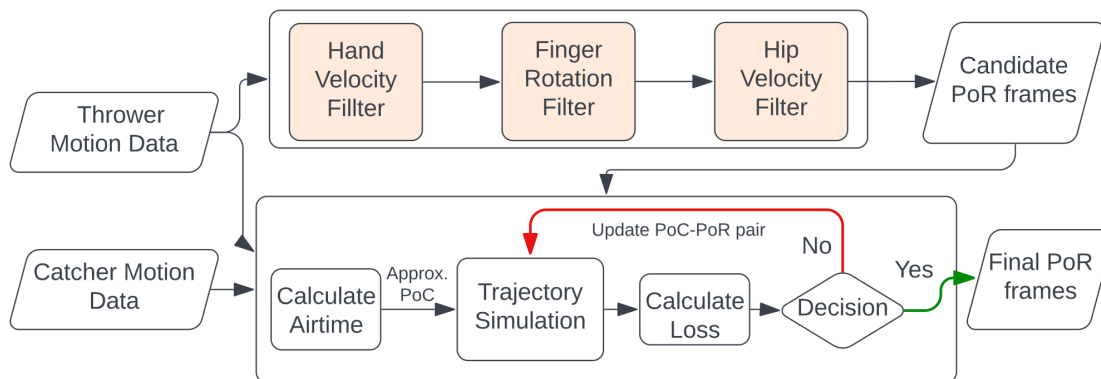 Hand
Velocity
Fillter
Finger
Rotation
Filter
Hip
Velocity
Filter
Candidate
PoR frames
Thrower
Motion Data
Catcher Motion
Data
Calculate
Airtime
Approx.
PoC
Trajectory
Simulation
Update PoC-PoR pair
Calculate
Loss
No
Decision
Yes
Final PoR
frames